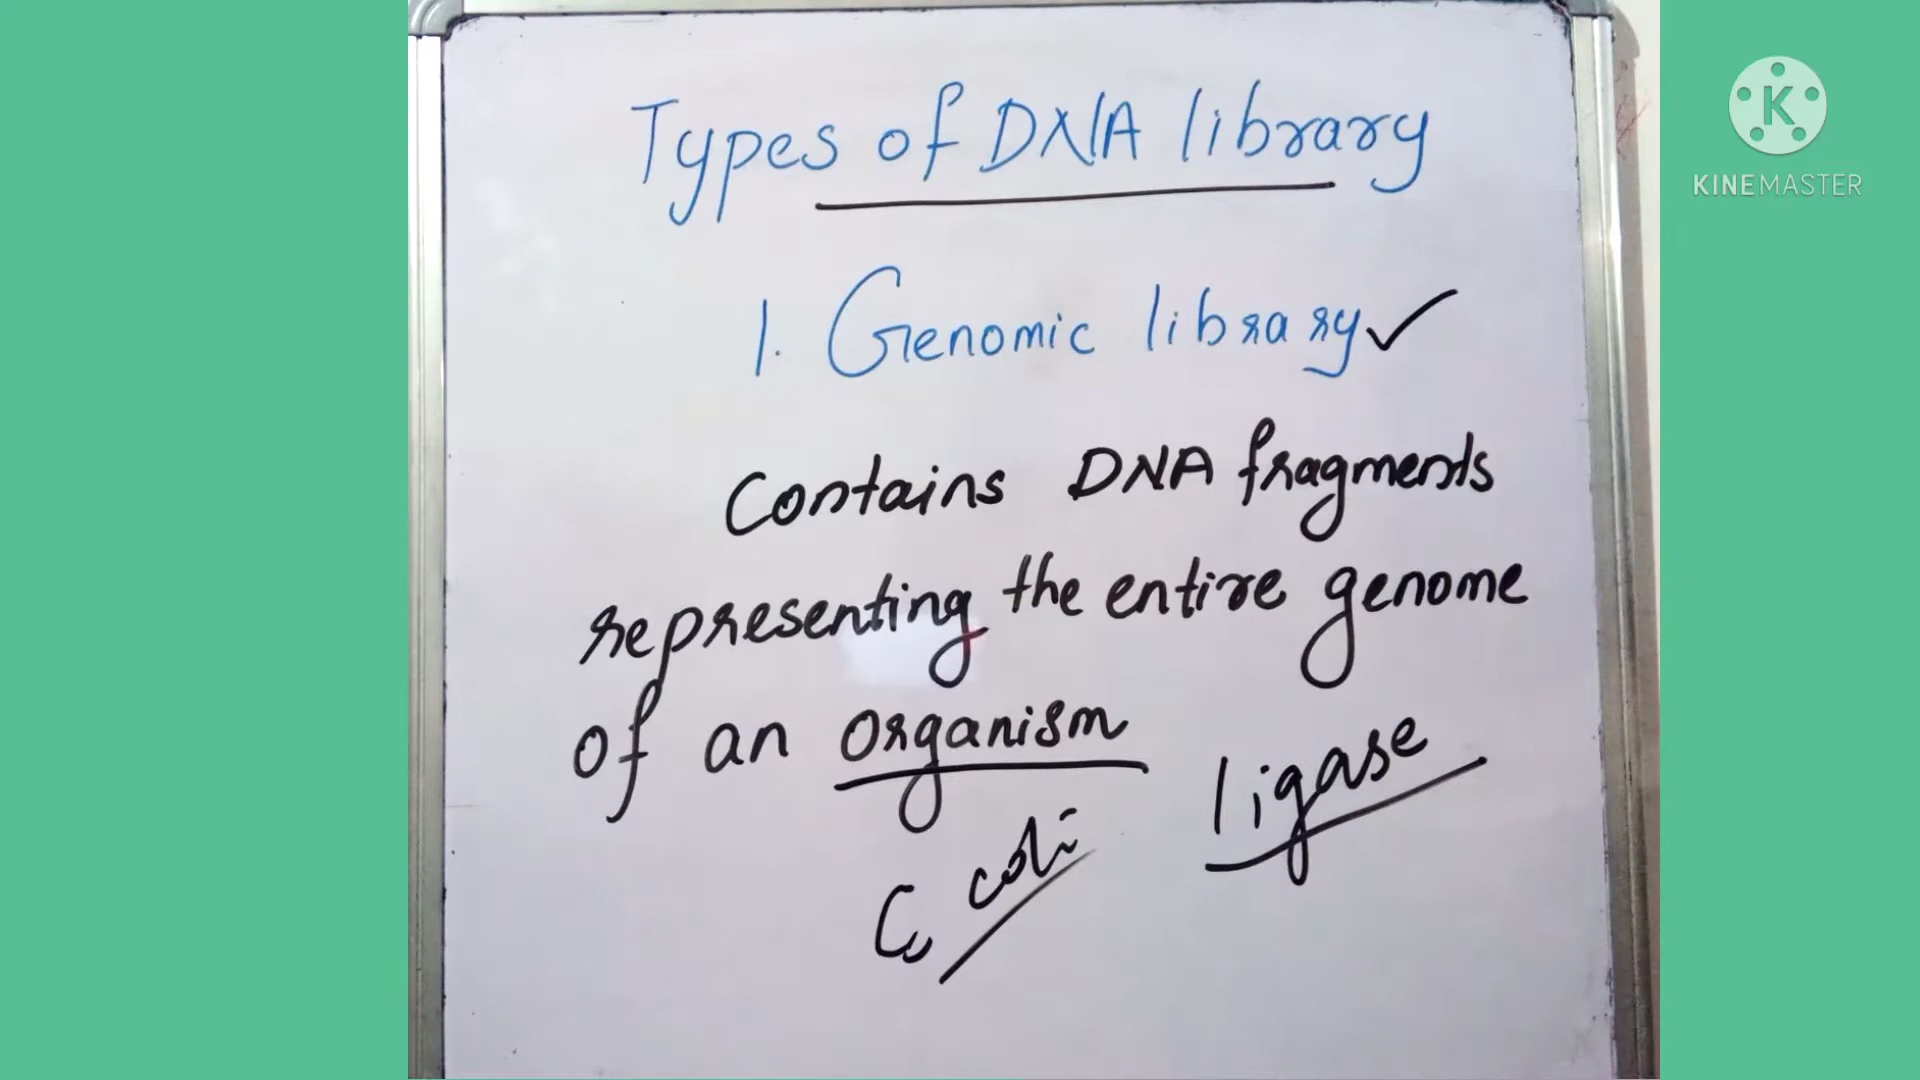 Types of DNA library
1. Genomic library
Contains DNA fragments
representing the entire genome
of an organism
ligase
coli
K
KINEMASTER